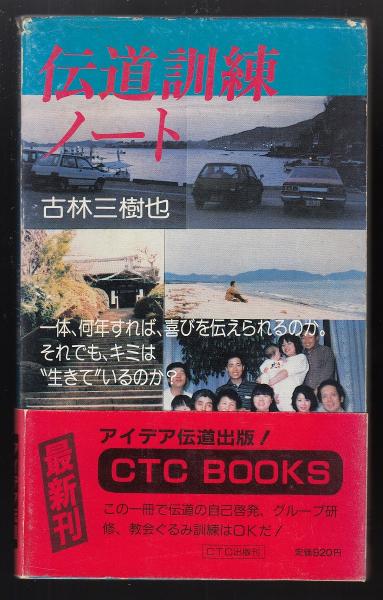 伝道訓練
ノート
古林三樹也
一体、何年すれば、喜びを伝えられるのか。
それでも、キミは
"生きて"いるのか?
最新刊
アイデア伝道出版!
CTC BOOKS
この一冊で伝道の自己啓発、グループ研
修、教会ぐるみ訓練はOKだ!
CTC出版刊
定価920円